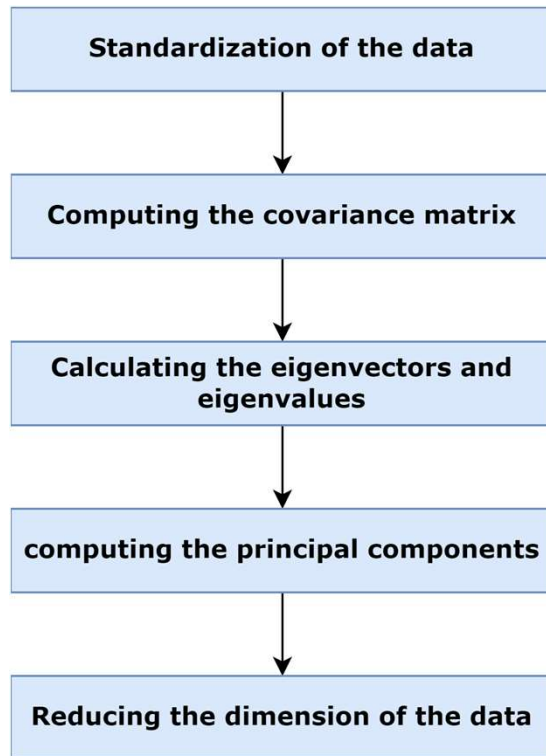 Standardization of the data
Computing the covariance matrix
Calculating the eigenvectors and
eigenvalues
computing the principal components
Reducing the dimension of the data